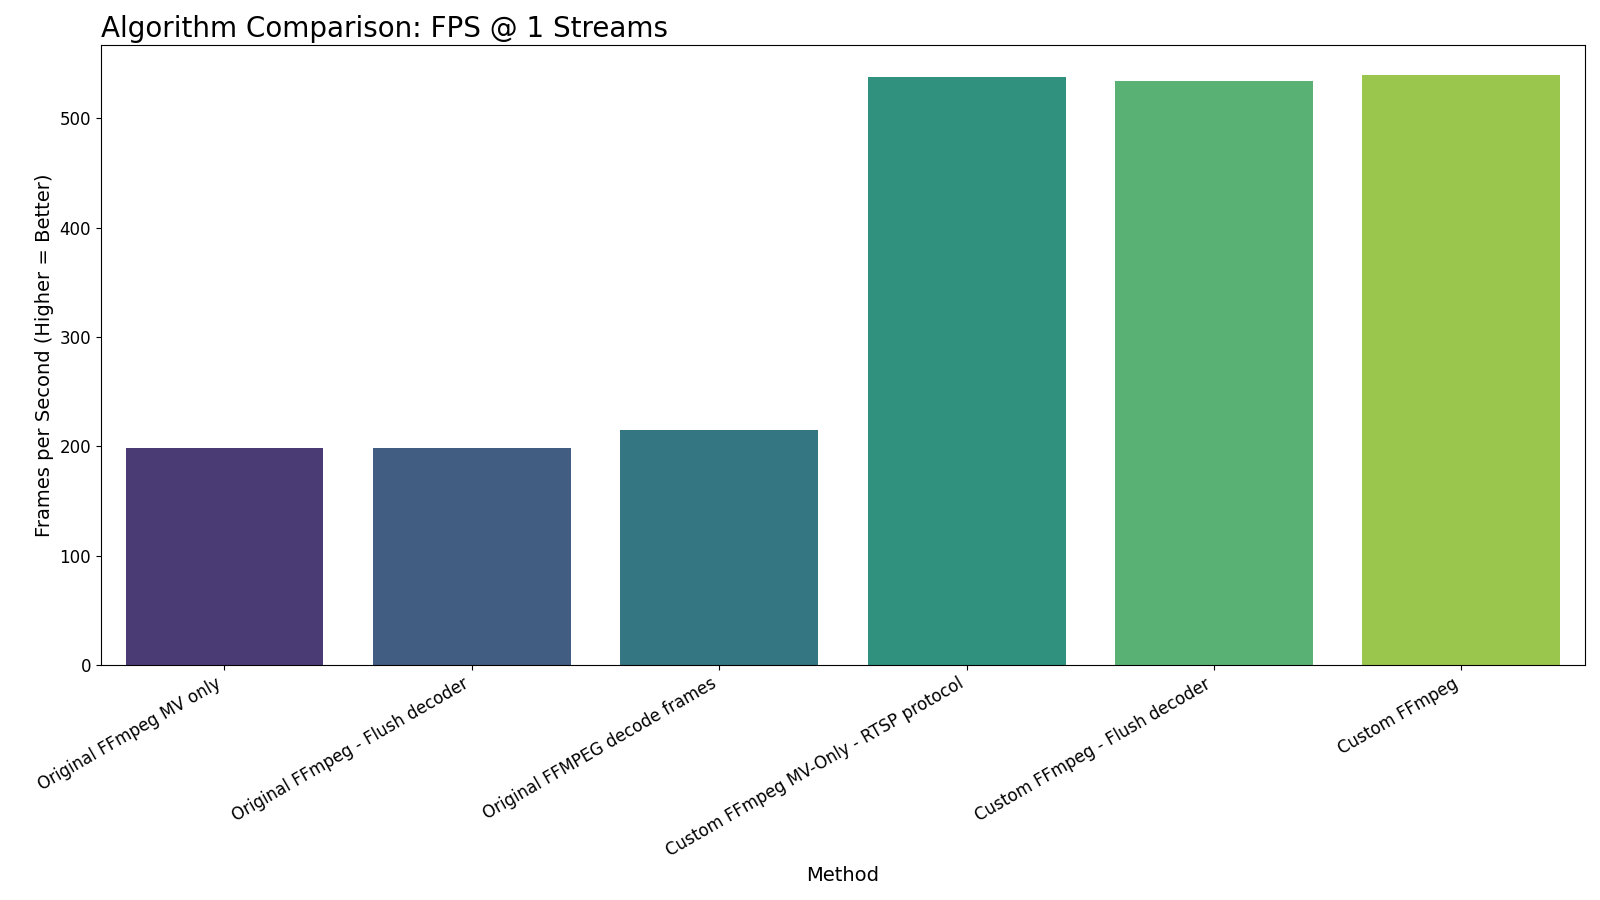 Algorithm Comparison: FPS @ 1 Streams
Frames per Second (Higher = Better)
500
400
300
200
100
0
Original FFmpeg MV only
Original FFmpeg - Flush decoder
Original FFMPEG decode frames
Custom FFmpeg MV-Only - RTSP protocol
Custom FFmpeg - Flush decoder
Custom FFmpeg
Method